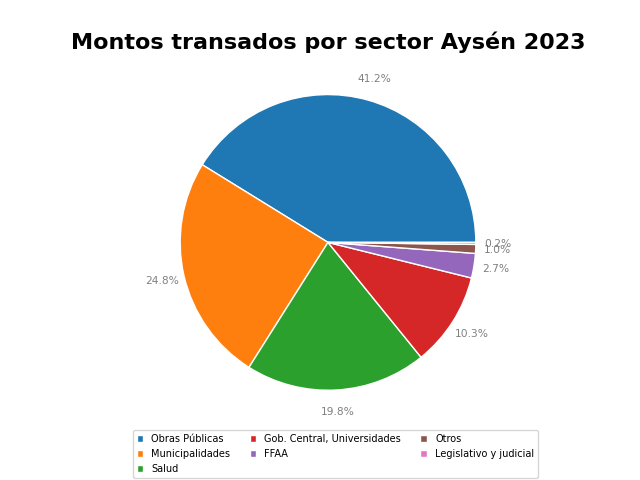 Montos transados por sector Aysén 2023
41.2%
24.8%
19.8%
10.3%
2.7%
1.0%
0.2%
Obras Públicas
Municipalidades
Salud
Gob. Central, Universidades
FFAA
Otros
Legislativo y judicial